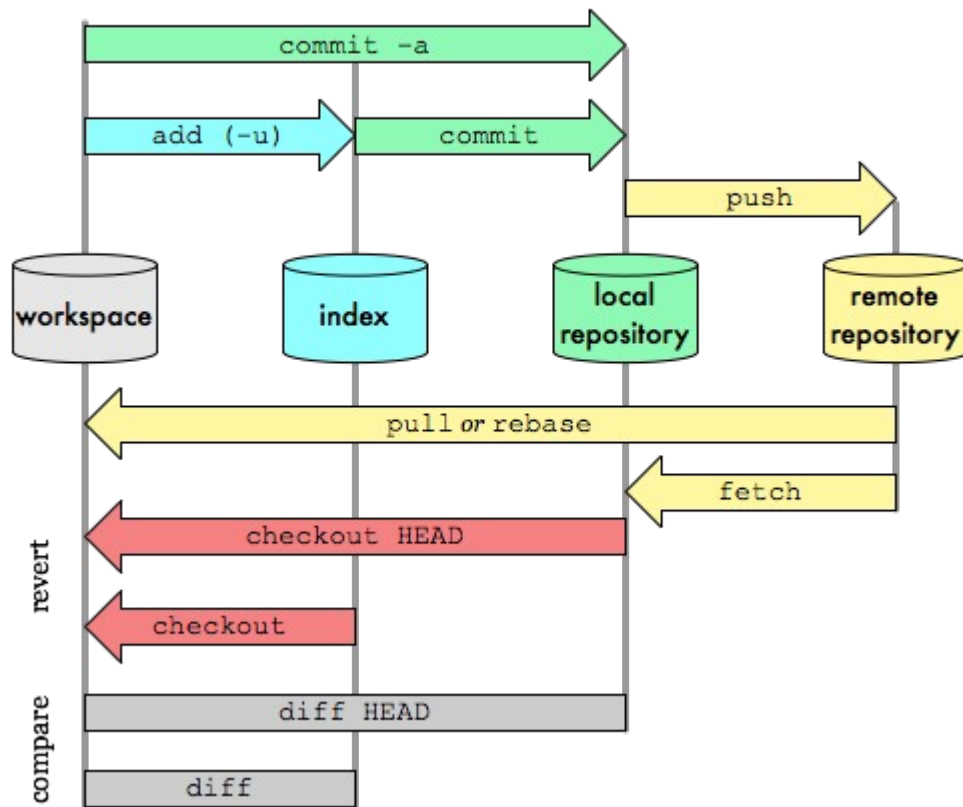 commit -a
add (-u)
commit
push
workspace
index
local
repository
remote
repository
pull or rebase
fetch
revert
checkout HEAD
checkout
compare
diff HEAD
diff